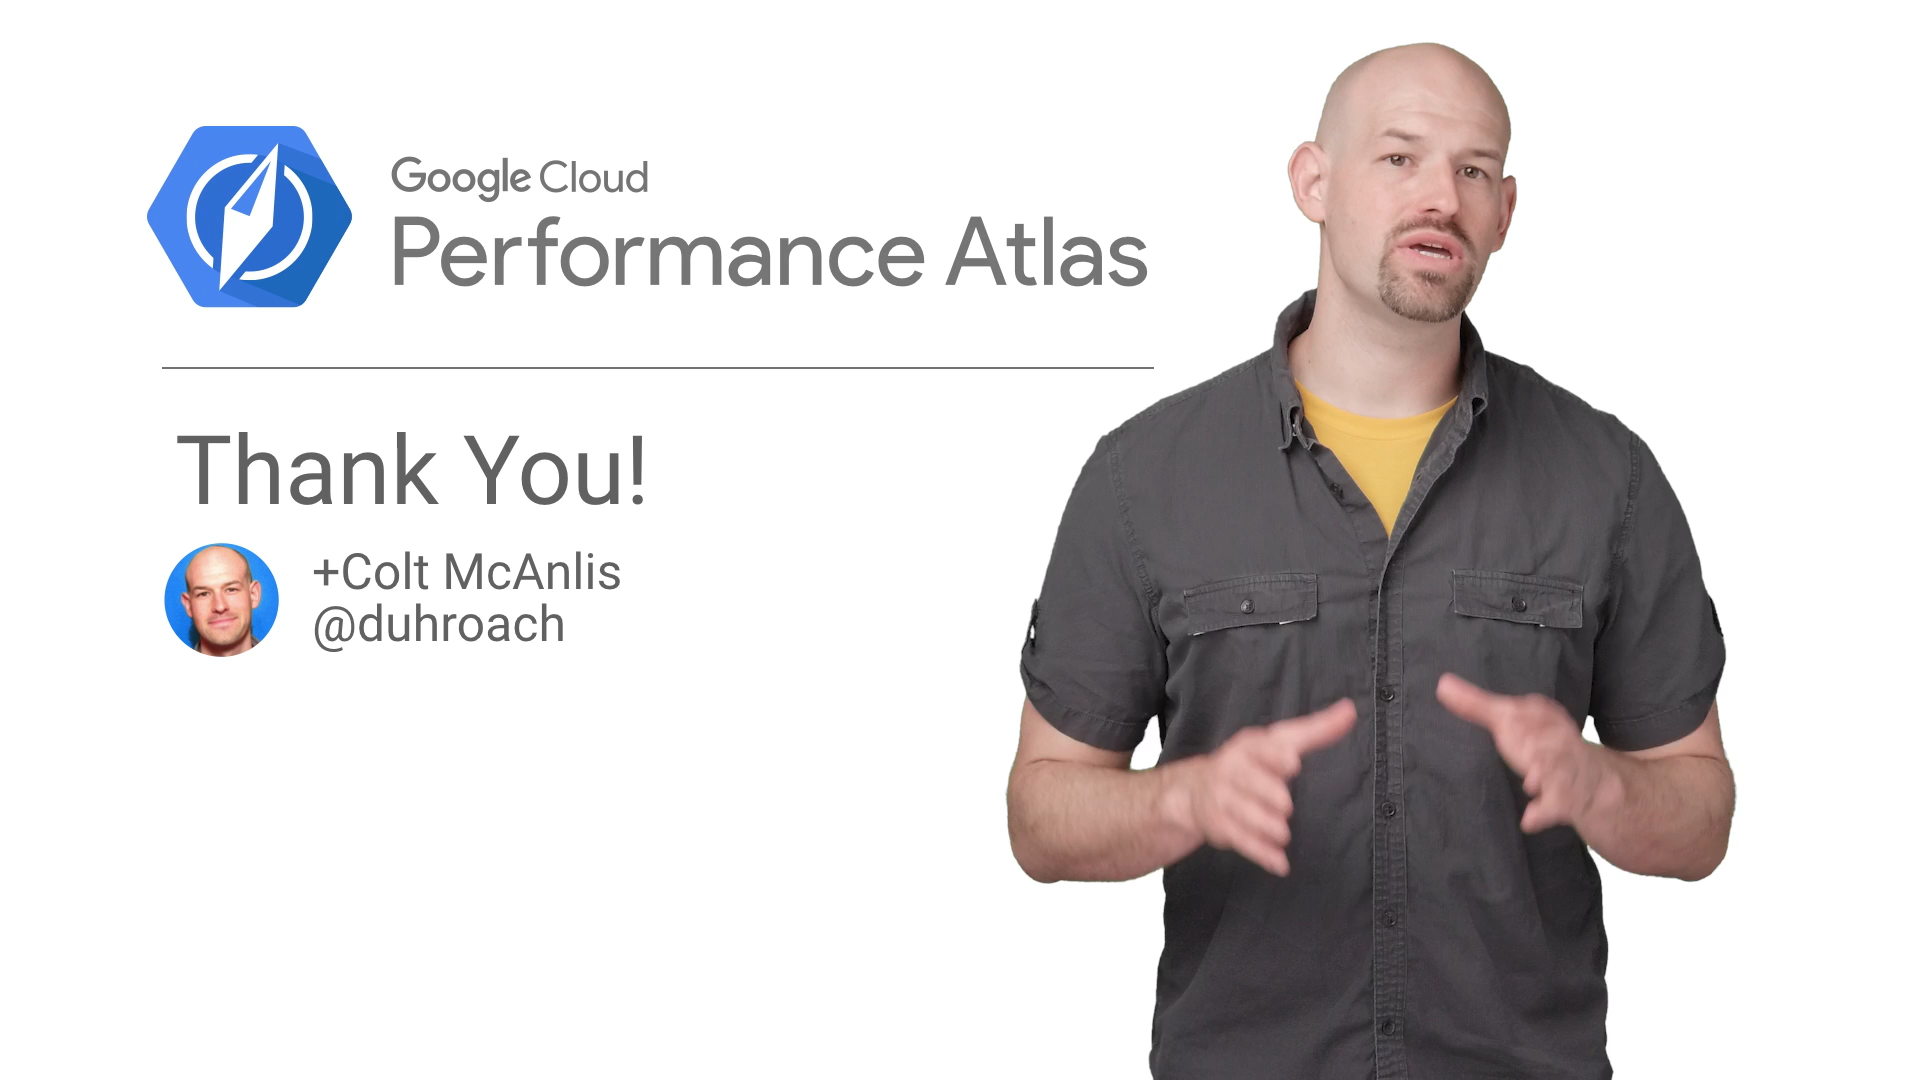 Google Cloud
Performance Atlas
Thank You!
+Colt McAnlis
@duhroach